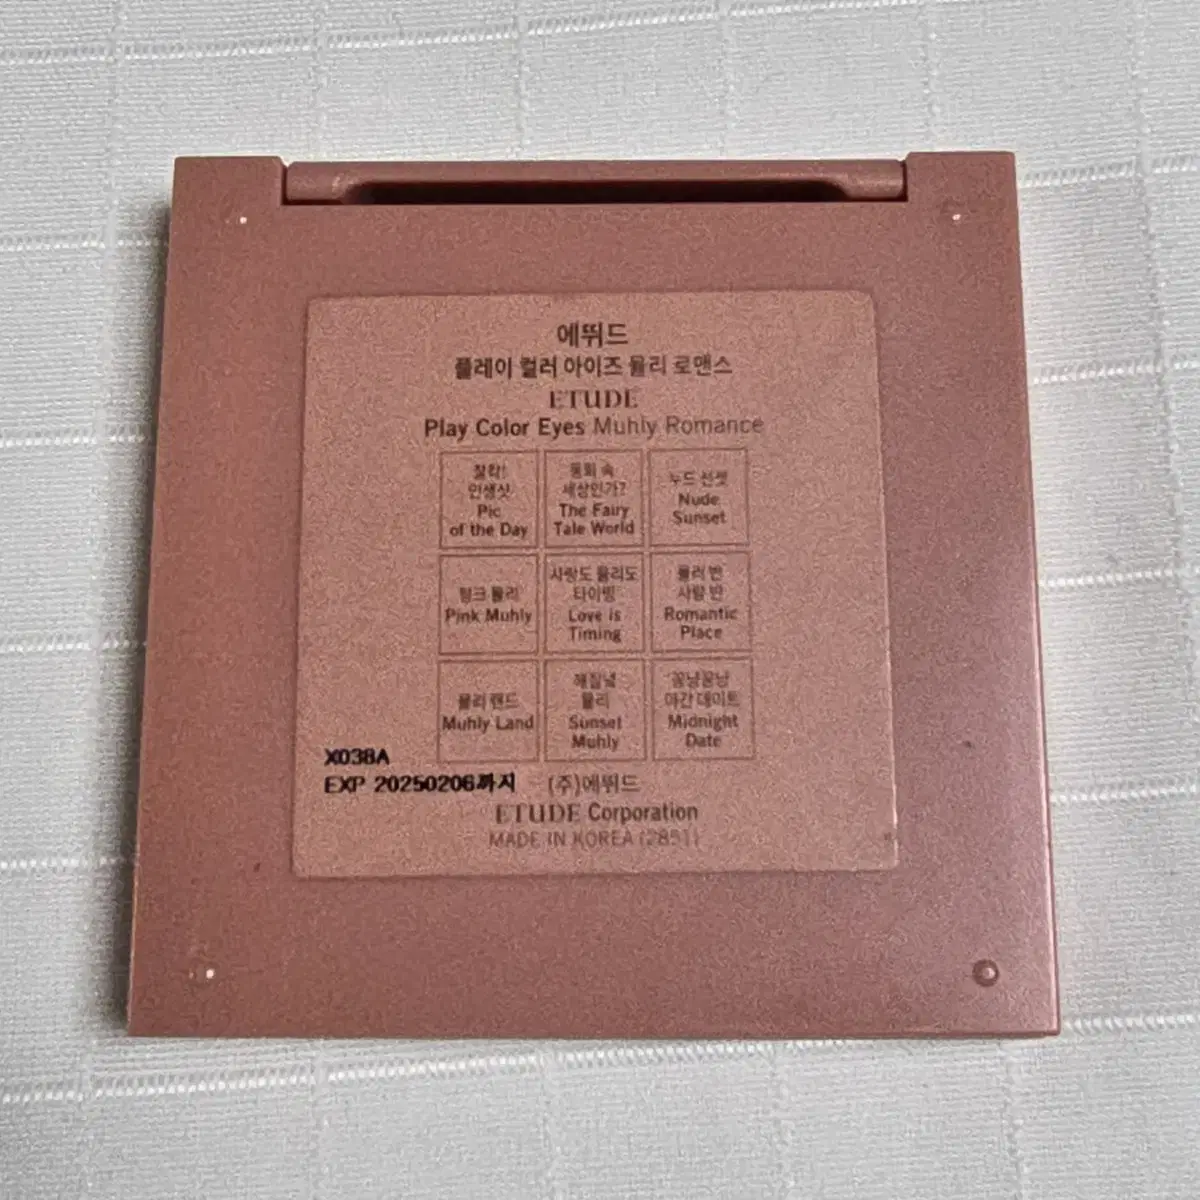 에뛰드
플레이 컬러 아이즈 뮬리 로맨스
ETUDE
Play Color Eyes Muhly Romance
찰칵!
인생샷
Pic
of the Day
동화 속
세상인가?
The Fairy
Tale World
누드 선셋
Nude
Sunset
핑크 뮬리
Pink Muhly
사랑도 뮬리도
타이밍
Love is
Timing
뮬러 반
사람 반
Romantic
Place
뮬리 랜드
Muhly Land
해질녘
뮬리
Sunset
Muhly
꽁냥꽁냥
야간 데이트
Midnight
Date
X038A
EXP 20250206까지
(주)에뛰드
ETUDE Corporation
MADE IN KOREA (2851)